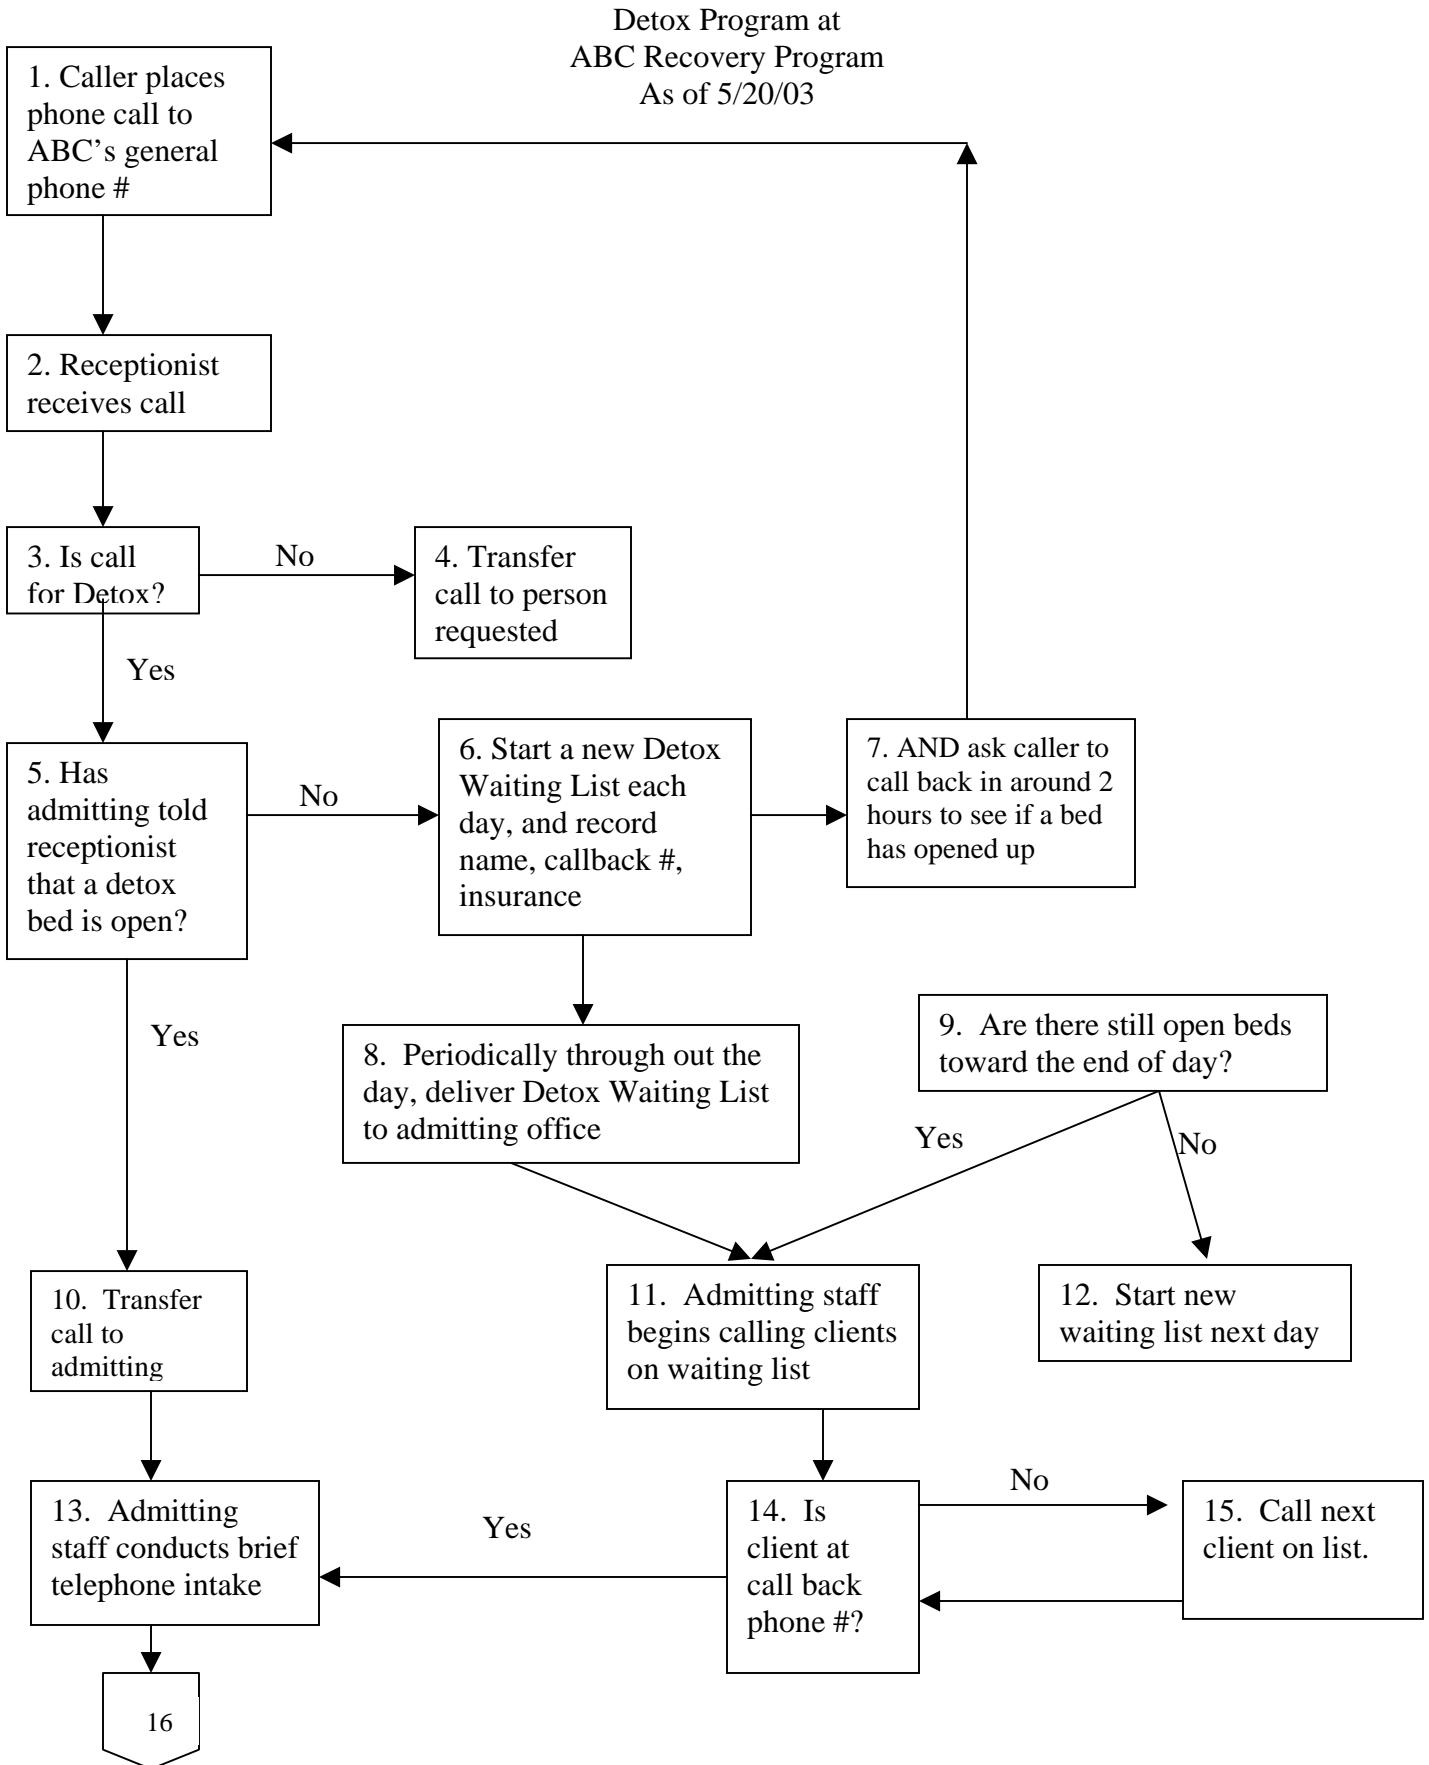 Detox Program at
ABC Recovery Program
As of 5/20/03
1. Caller places
phone call to
ABC’s general
phone #
2. Receptionist
receives call
3. Is call
for Detox?
No
4. Transfer
call to person
requested
Yes
5. Has
admitting told
receptionist
that a detox
bed is open?
No
6. Start a new Detox
Waiting List each
day, and record
name, callback #,
insurance
7. AND ask caller to
call back in around 2
hours to see if a bed
has opened up
Yes
8. Periodically through out the
day, deliver Detox Waiting List
to admitting office
9. Are there still open beds
toward the end of day?
Yes
No
10. Transfer
call to
admitting
11. Admitting staff
begins calling clients
on waiting list
12. Start new
waiting list next day
13. Admitting
staff conducts brief
telephone intake
Yes
14. Is
client at
call back
phone #?
No
15. Call next
client on list.
16